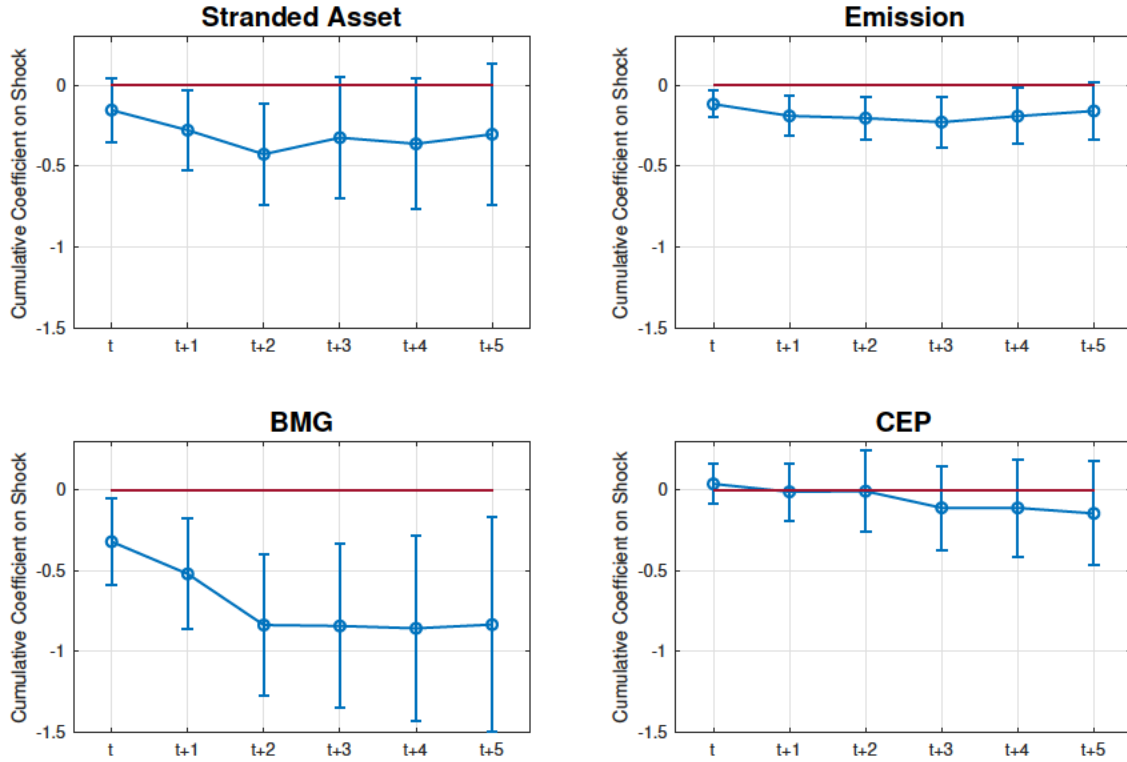 Stranded Asset
Cumulative Coefficient on Shock
0
-0.5
-1
-1.5
t t+1 t+2 t+3 t+4 t+5
Emission
Cumulative Coefficient on Shock
0
-0.5
-1
-1.5
t t+1 t+2 t+3 t+4 t+5
BMG
Cumulative Coefficient on Shock
0
-0.5
-1
-1.5
t t+1 t+2 t+3 t+4 t+5
CEP
Cumulative Coefficient on Shock
0
-0.5
-1
-1.5
t t+1 t+2 t+3 t+4 t+5